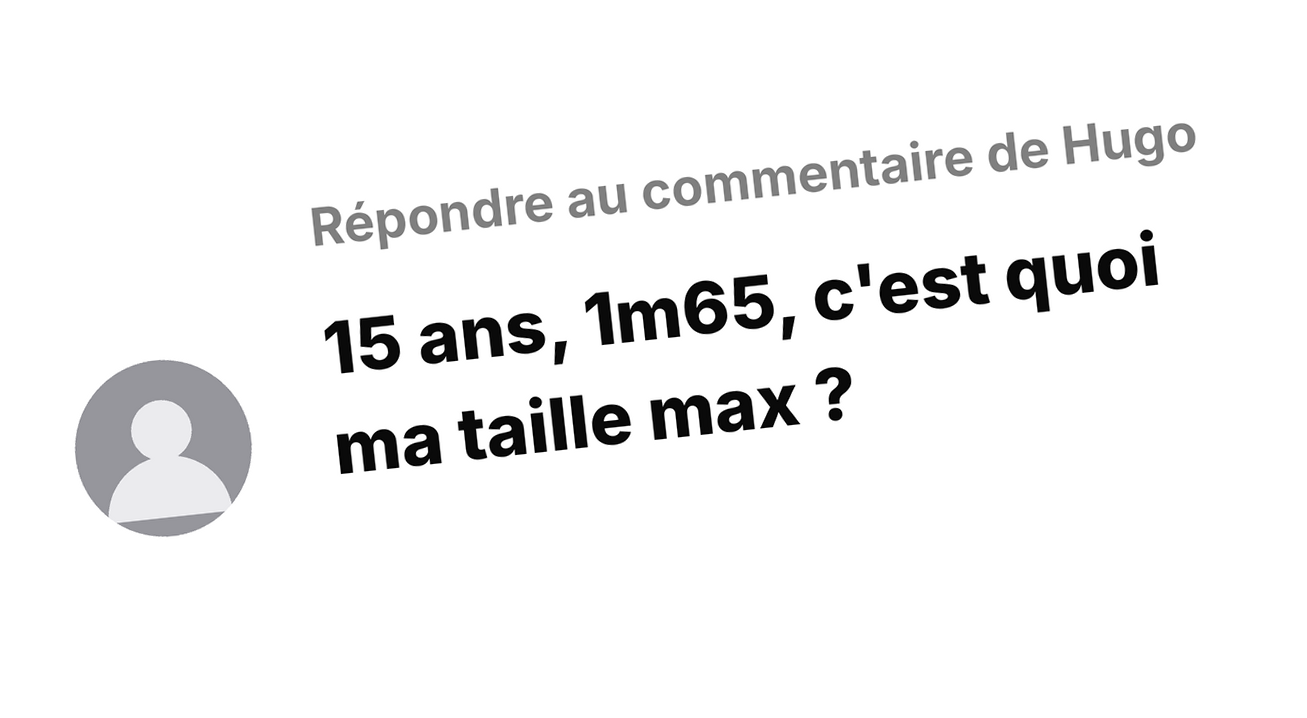 Répondre au commentaire de Hugo
15 ans, 1m65, c'est quoi
ma taille max ?